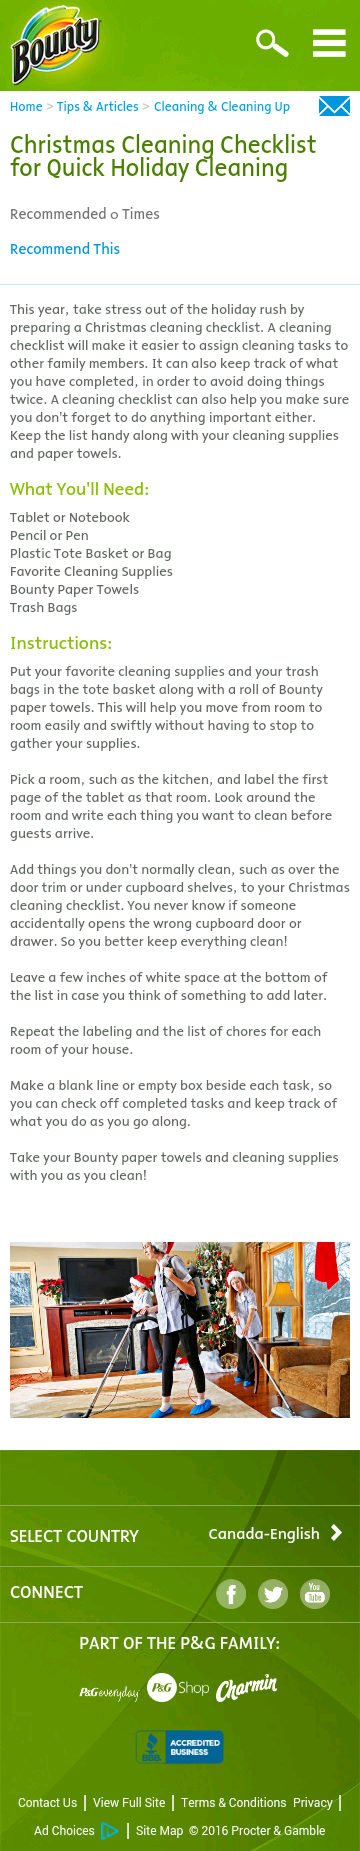 Bounty
Home > Tips & Articles > Cleaning & Cleaning Up
Christmas Cleaning Checklist
for Quick Holiday Cleaning
Recommended 0 Times
Recommend This
This year, take stress out of the holiday rush by
preparing a Christmas cleaning checklist. A cleaning
checklist will make it easier to assign cleaning tasks to
other family members. It can also keep track of what
you have completed, in order to avoid doing things
twice. A cleaning checklist can also help you make sure
you don't forget to do anything important either.
Keep the list handy along with your cleaning supplies
and paper towels.
What You'll Need:
Tablet or Notebook
Pencil or Pen
Plastic Tote Basket or Bag
Favorite Cleaning Supplies
Bounty Paper Towels
Trash Bags
Instructions:
Put your favorite cleaning supplies and your trash
bags in the tote basket along with a roll of Bounty
paper towels. This will help you move from room to
room easily and swiftly without having to stop to
gather your supplies.
Pick a room, such as the kitchen, and label the first
page of the tablet as that room. Look around the
room and write each thing you want to clean before
guests arrive.
Add things you don't normally clean, such as over the
door trim or under cupboard shelves, to your Christmas
cleaning checklist. You never know if someone
accidentally opens the wrong cupboard door or
drawer. So you better keep everything clean!
Leave a few inches of white space at the bottom of
the list in case you think of something to add later.
Repeat the labeling and the list of chores for each
room of your house.
Make a blank line or empty box beside each task, so
you can check off completed tasks and keep track of
what you do as you go along.
Take your Bounty paper towels and cleaning supplies
with you as you clean!
SELECT COUNTRY Canada-English
CONNECT f You Tube
PART OF THE P&G FAMILY:
P&G everyday P&G Shop Charmin
BBB ACCREDITED
BUSINESS
Contact Us | View Full Site | Terms & Conditions Privacy |
Ad Choices | Site Map © 2016 Procter & Gamble